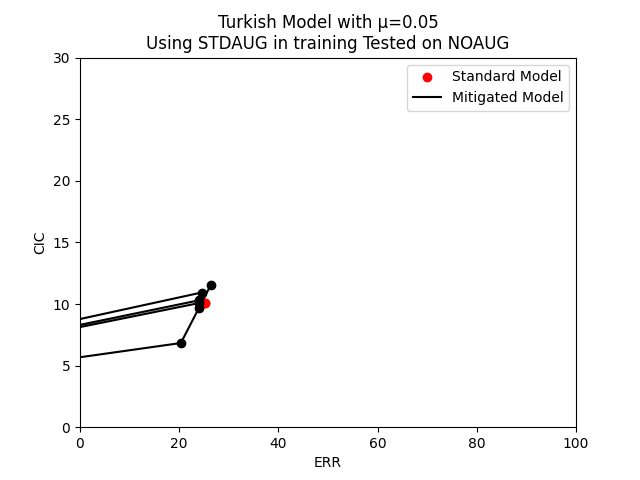 Turkish Model with μ=0.05
Using STDAUG in training Tested on NOAUG
Standard Model
Mitigated Model
30
25
20
15
10
5
0
CIC
0 20 40 60 80 100
ERR